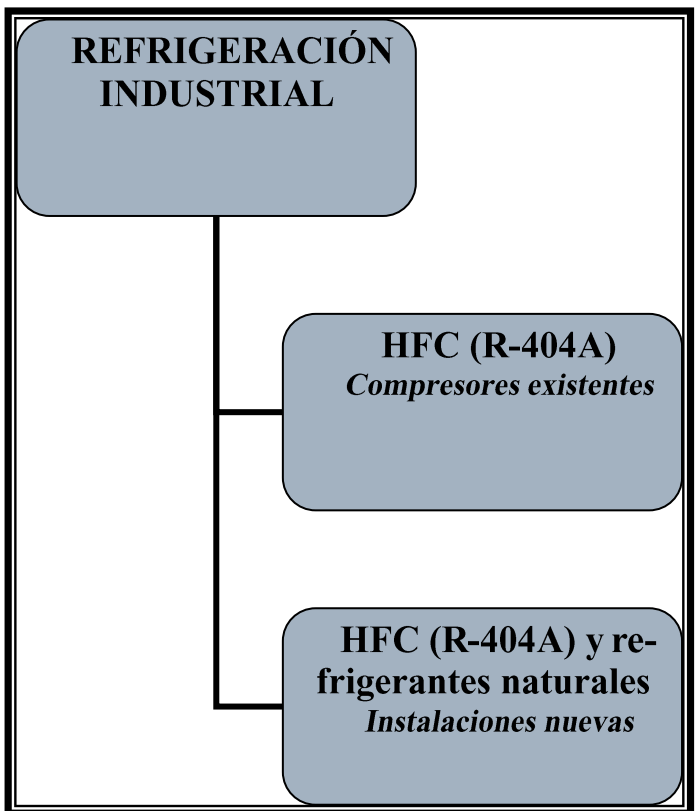 REFRIGERACIÓN
INDUSTRIAL
HFC (R-404A)
Compresores existentes
HFC (R-404A) y re-
frigerantes naturales
Instalaciones nuevas